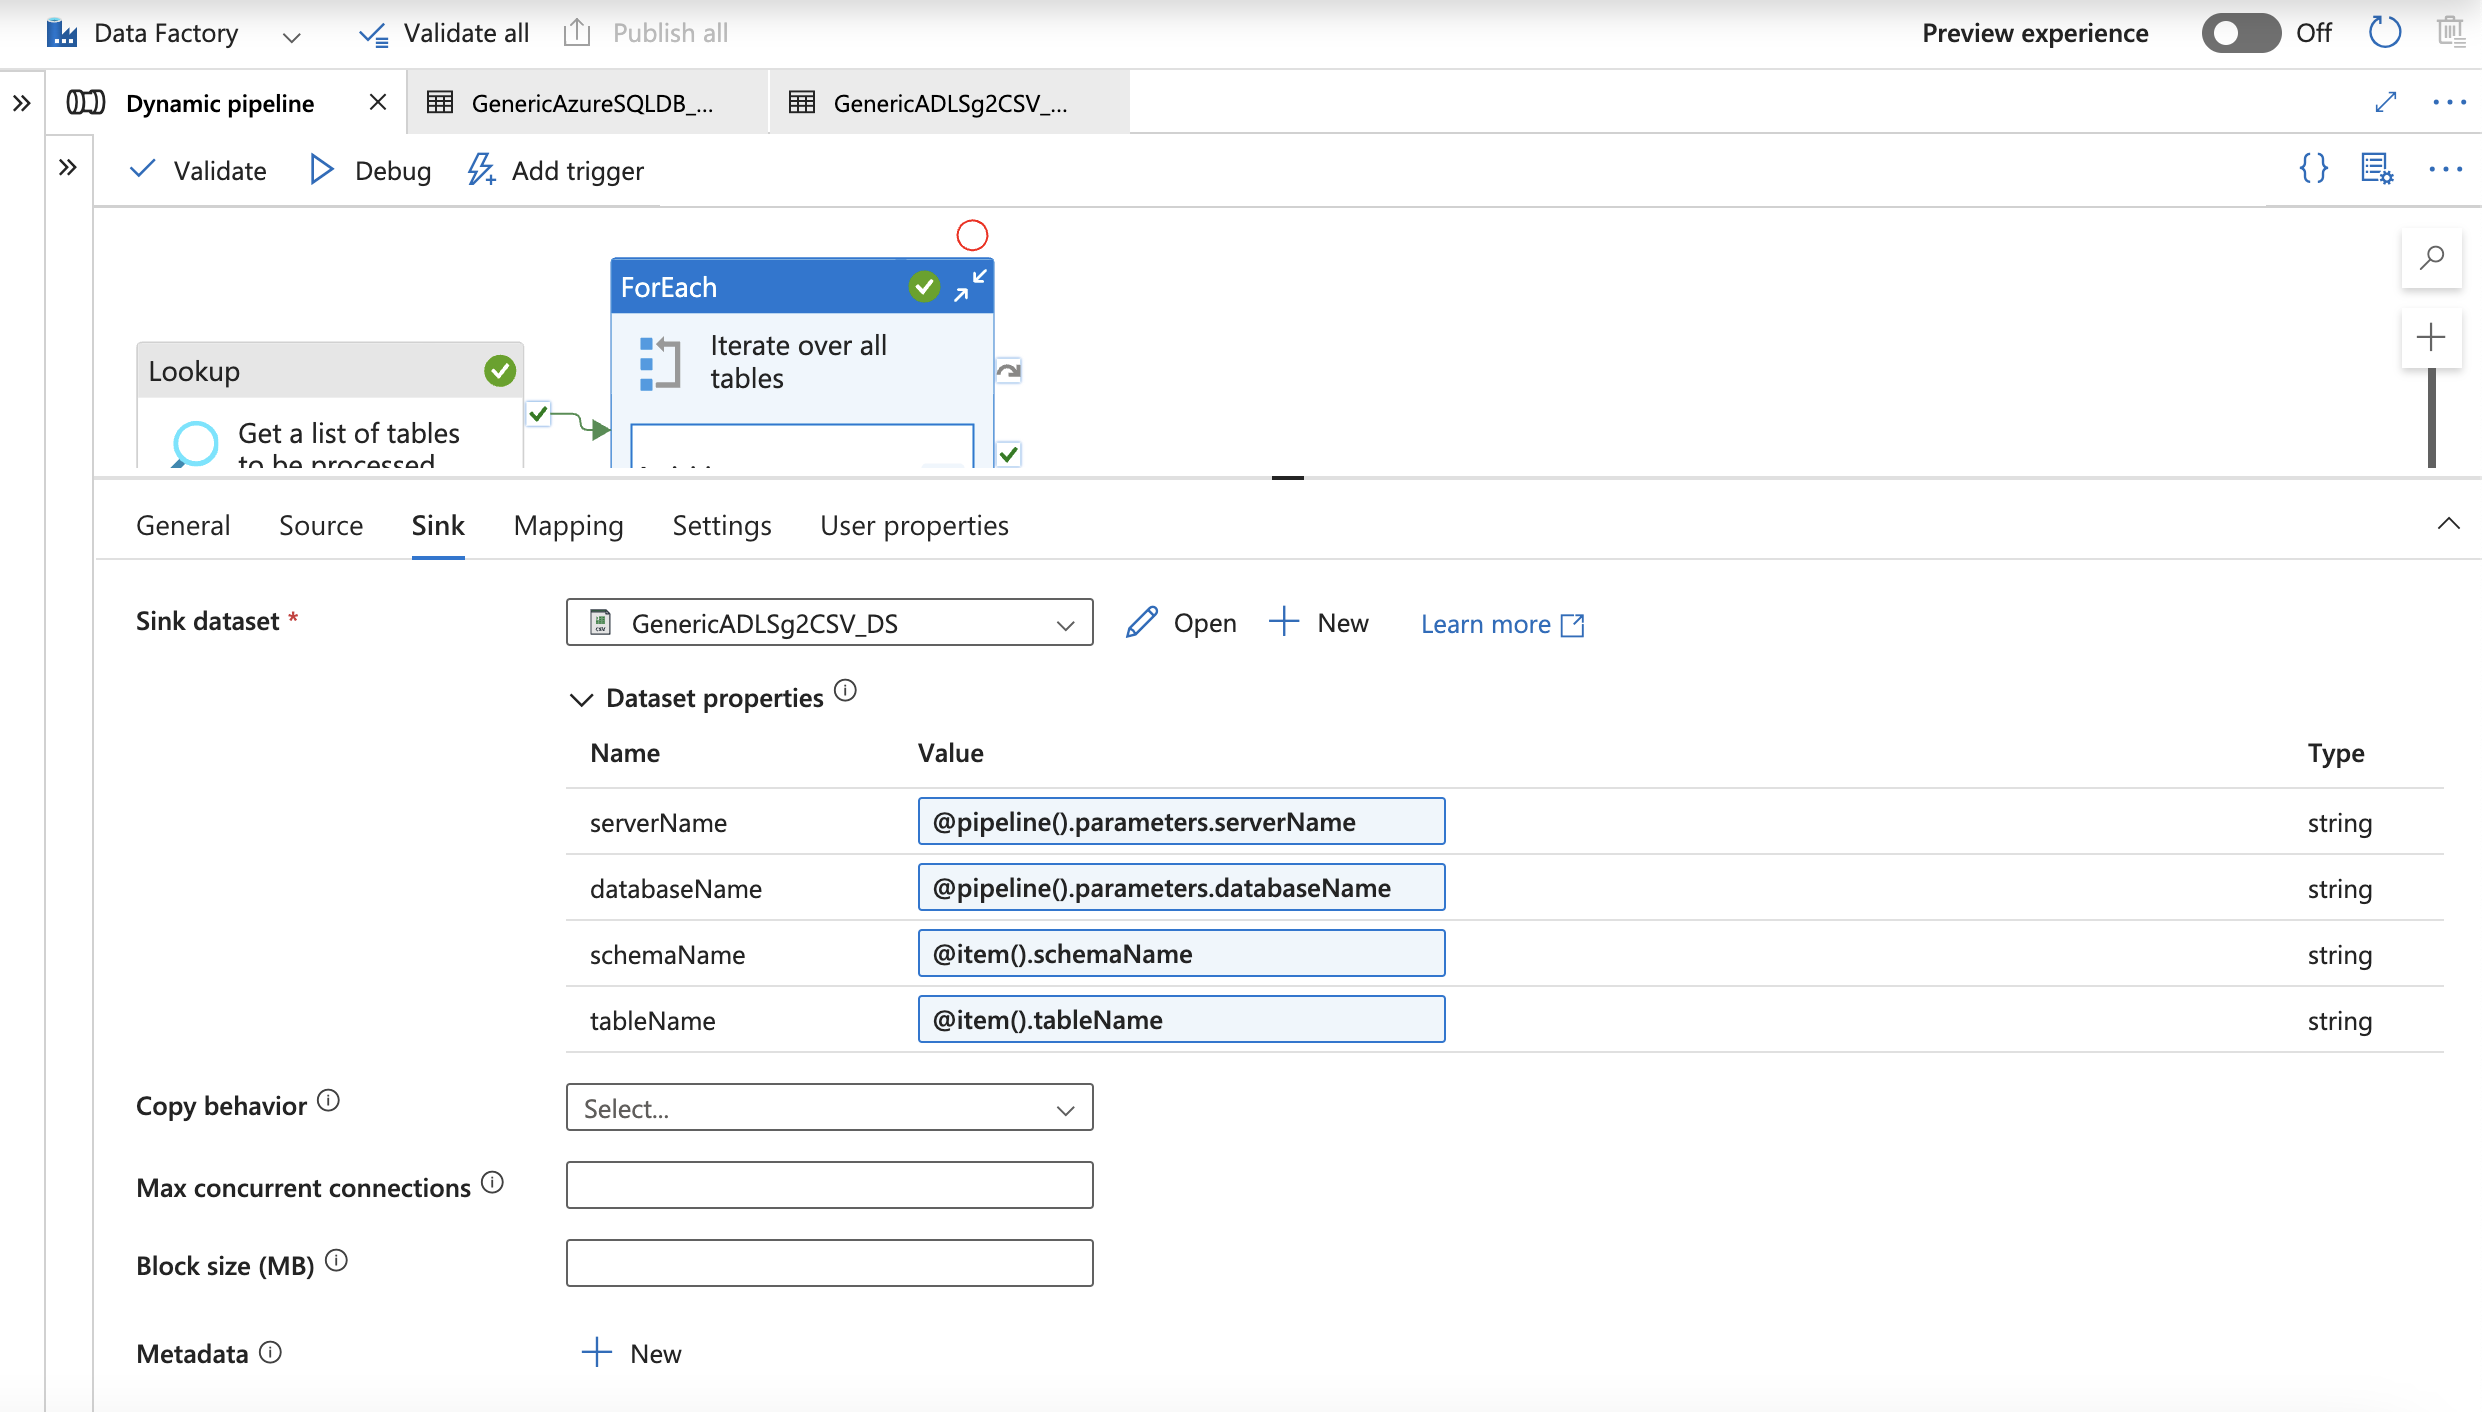 Data Factory Validate all Publish all Preview experience Off
Dynamic pipeline GenericAzureSQLDB_... GenericADLSg2CSV_...
Validate Debug Add trigger
ForEach
Iterate over all
tables
Lookup
Get a list of tables
to be processed
General Source Sink Mapping Settings User properties
Sink dataset * GenericADLSg2CSV_DS Open New Learn more
Dataset properties
Name Value Type
serverName @pipeline().parameters.serverName string
databaseName @pipeline().parameters.databaseName string
schemaName @item().schemaName string
tableName @item().tableName string
Copy behavior Select...
Max concurrent connections
Block size (MB)
Metadata New